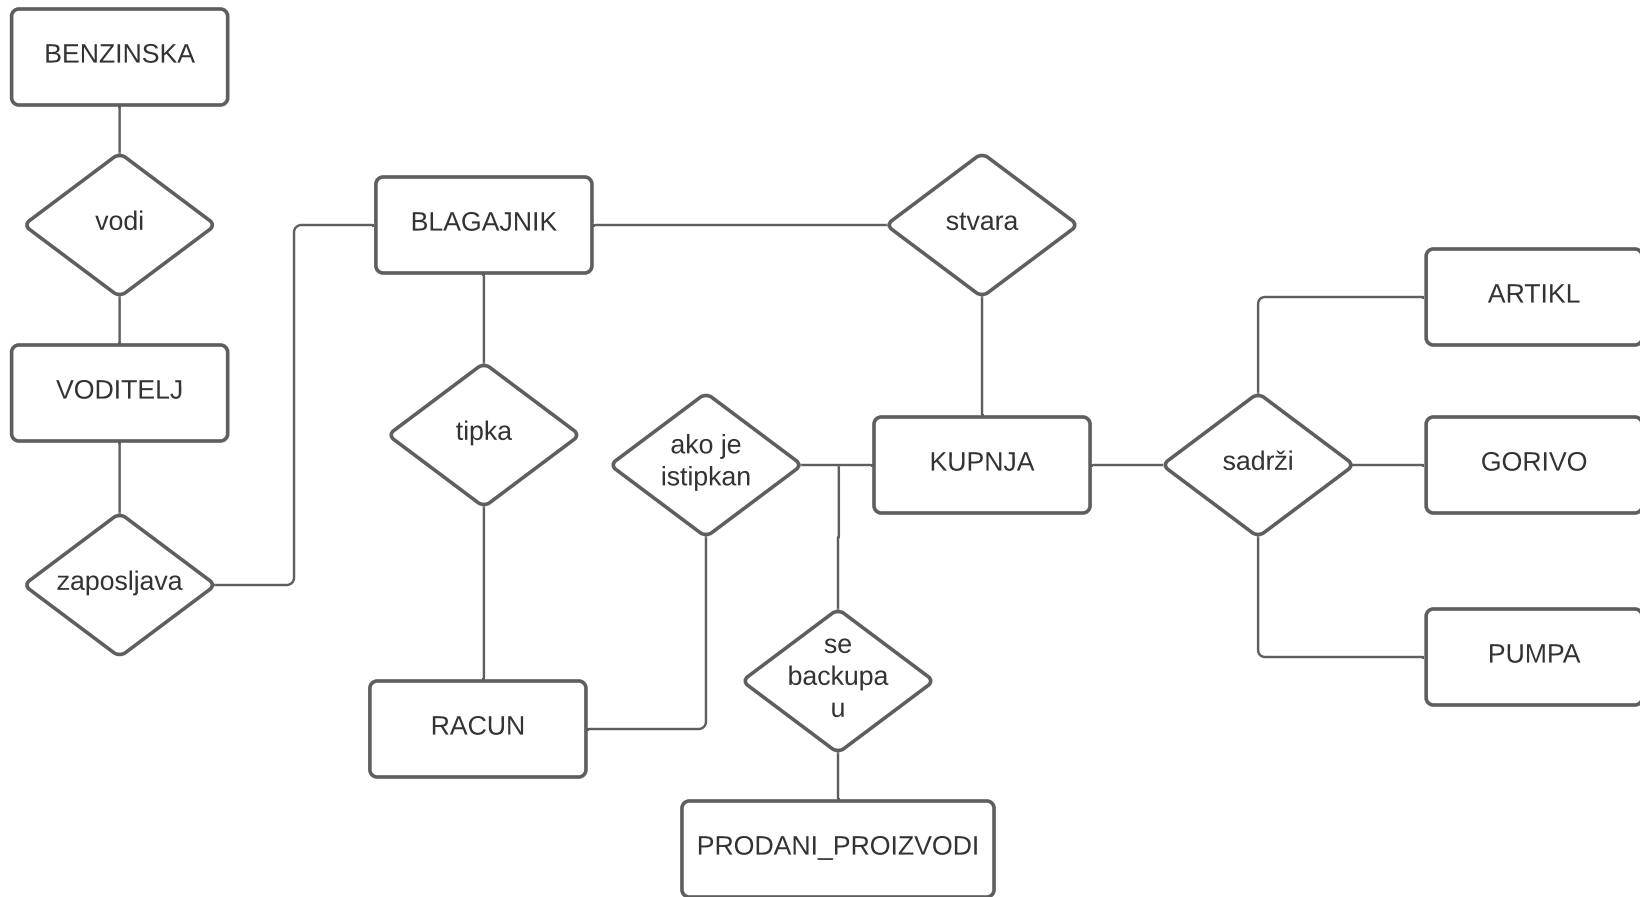 BENZINSKA
vodi
BLAGAJNIK
stvara
ARTIKL
VODITELJ
tipka
ako je
istipkan
KUPNJA
sadrži
GORIVO
zaposljava
se
backupa
u
PUMPA
RACUN
PRODANI_PROIZVODI